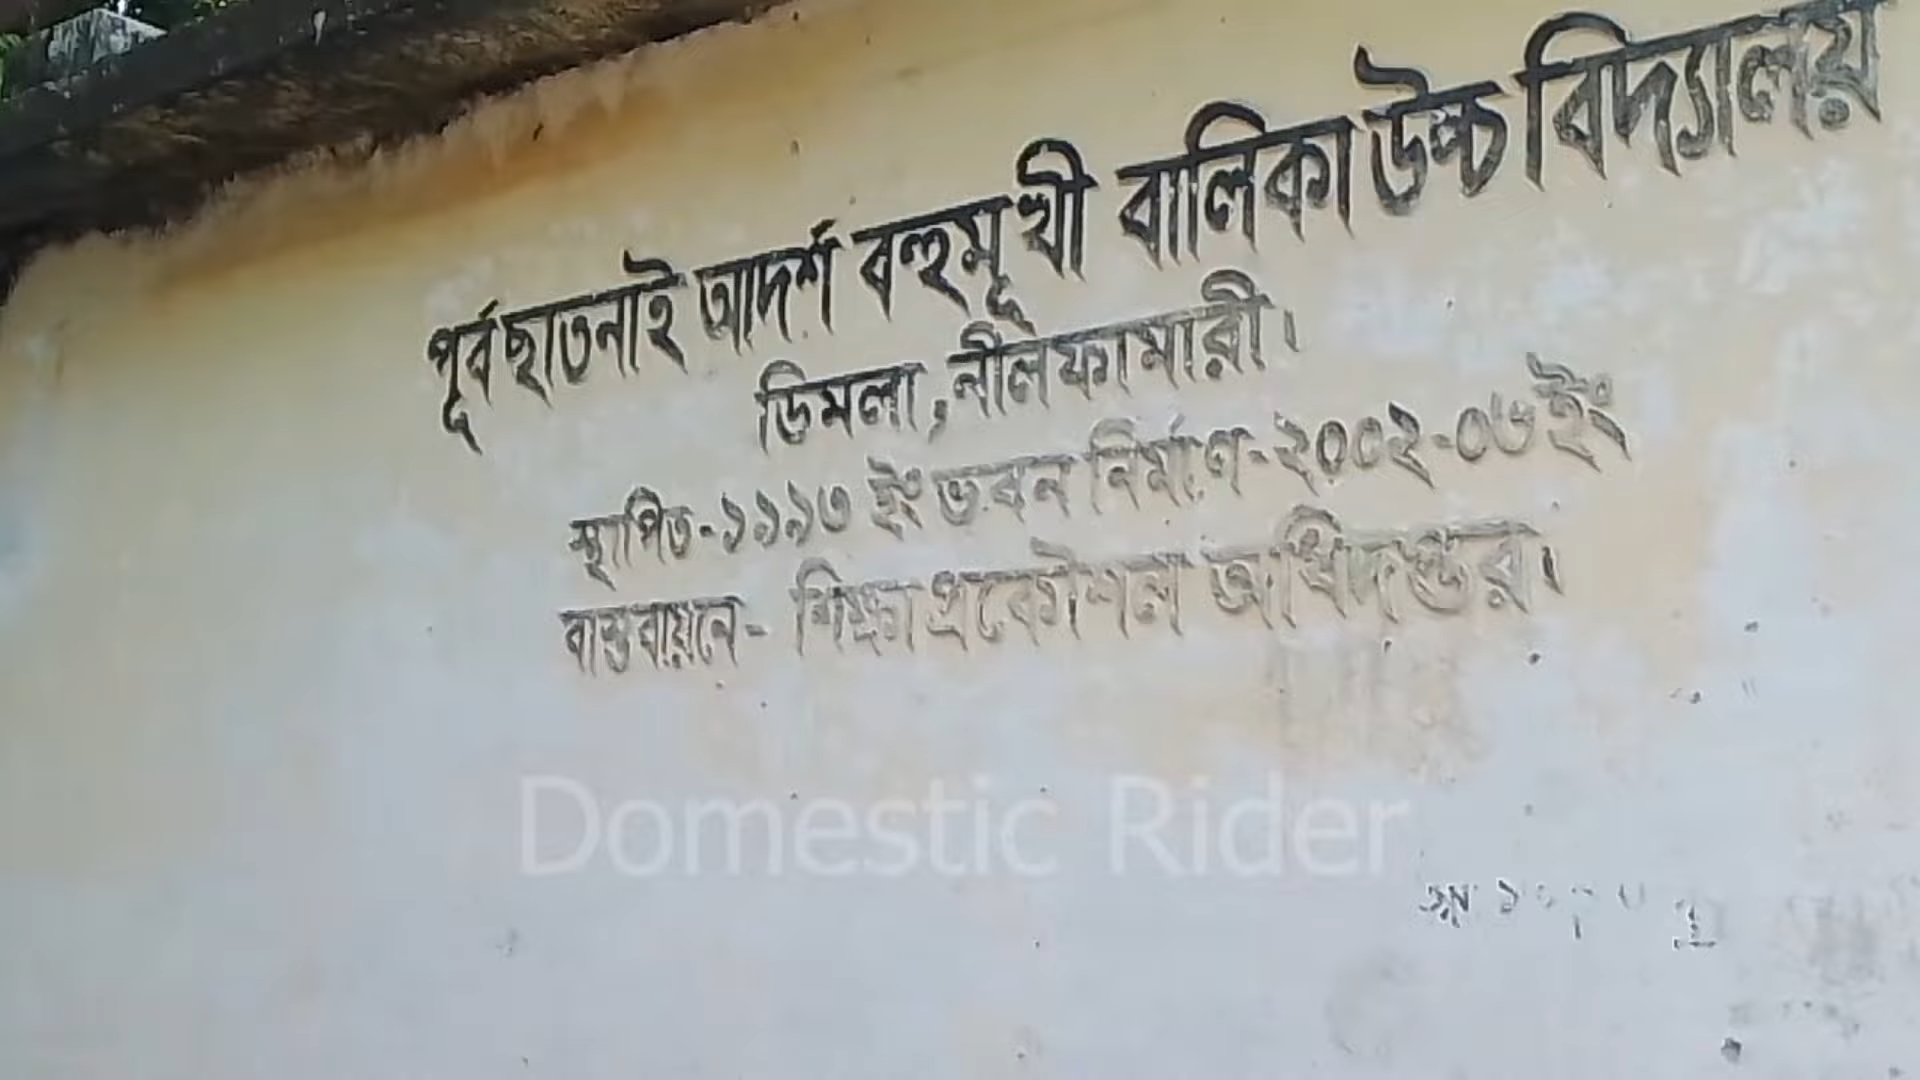 পূর্ব ছাতনাই আদর্শ বহুমূখী বালিকা উচ্চ বিদ্যালয়
ডিমলা, নীলফামারী।
স্থাপিত-১৯৯৩ ইং ভবন নির্মাণ-২০০২-০৩ ইং
বাস্তবায়নে- শিক্ষা প্রকৌশল অধিদপ্তর।
Domestic Rider